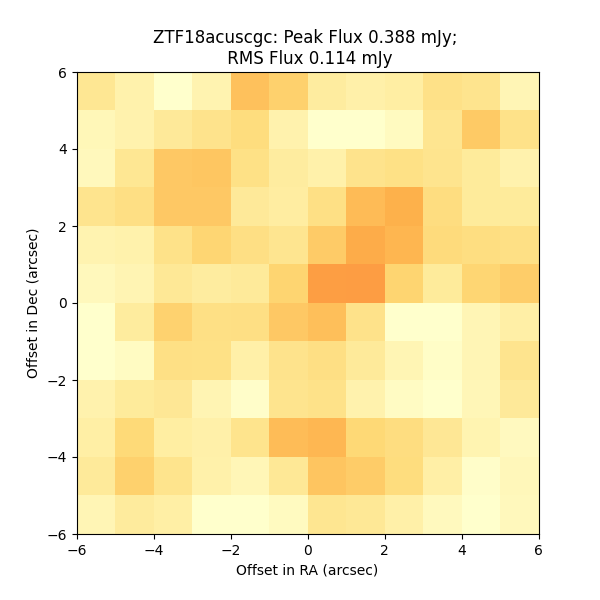 ZTF18acuscgc: Peak Flux 0.388 mJy;
RMS Flux 0.114 mJy
6
4
2
0
−2
−4
−6
Offset in Dec (arcsec)
−6 −4 −2 0 2 4 6
Offset in RA (arcsec)